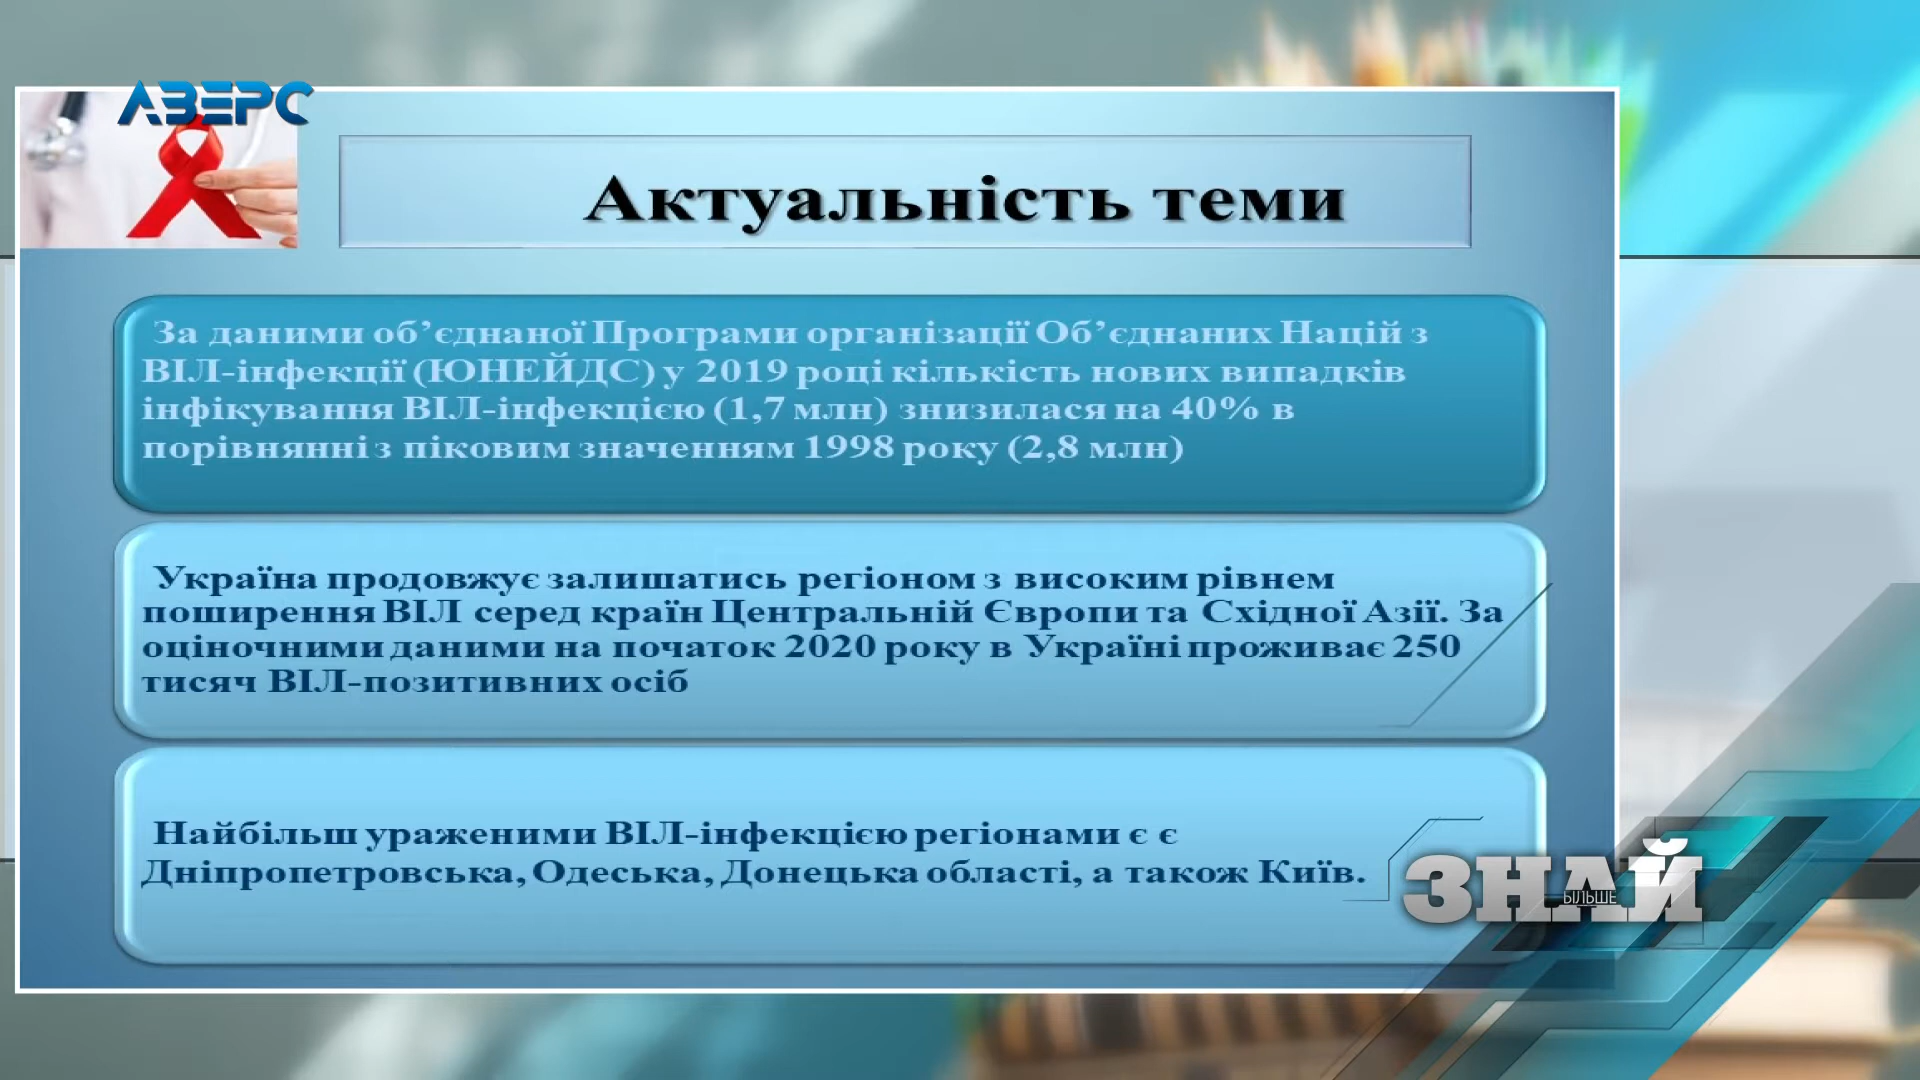 АВЕРС
Актуальність теми
За даними об’єднаної Програми організації Об’єднаних Націй з
ВІЛ-інфекції (ЮНЕЙДС) у 2019 році кількість нових випадків
інфікування ВІЛ-інфекцією (1,7 млн) знизилася на 40% в
порівнянні з піковим значенням 1998 року (2,8 млн)
Україна продовжує залишатись регіоном з високим рівнем
поширення ВІЛ серед країн Центральній Європи та Східної Азії. За
оціночними даними на початок 2020 року в Україні проживає 250
тисяч ВІЛ-позитивних осіб
Найбільш ураженими ВІЛ-інфекцією регіонами є є
Дніпропетровська, Одеська, Донецька області, а також Київ.
ЗНАЙ
БІЛЬШЕ